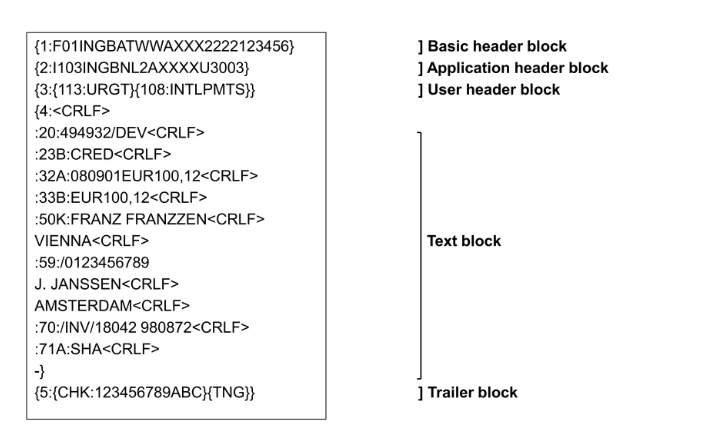 {1:F01INGBATWWAXXX2222123456} ] Basic header block
{2:I103INGBNL2AXXXXU3003} ] Application header block
{3:{113:URGT}{108:INTLPMTS}} ] User header block
{4:<CRLF>
:20:494932/DEV<CRLF>
:23B:CRED<CRLF>
:32A:080901EUR100,12<CRLF>
:33B:EUR100,12<CRLF>
:50K:FRANZ FRANZZEN<CRLF>
VIENNA<CRLF> Text block
:59:/0123456789
J. JANSSEN<CRLF>
AMSTERDAM<CRLF>
:70:/INV/18042 980872<CRLF>
:71A:SHA<CRLF>
-}
{5:{CHK:123456789ABC}{TNG}} ] Trailer block